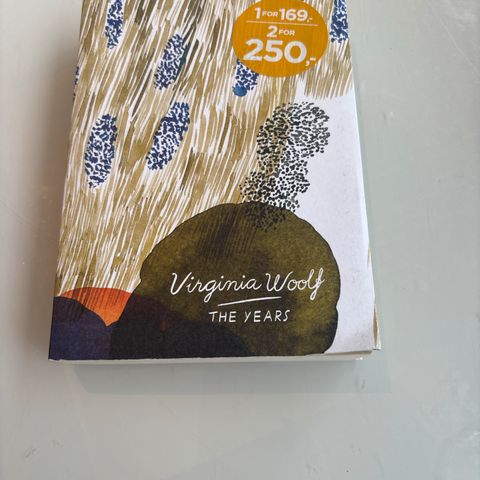 1 FOR 169,-
2 FOR
250,-
Virginia Woolf
THE YEARS